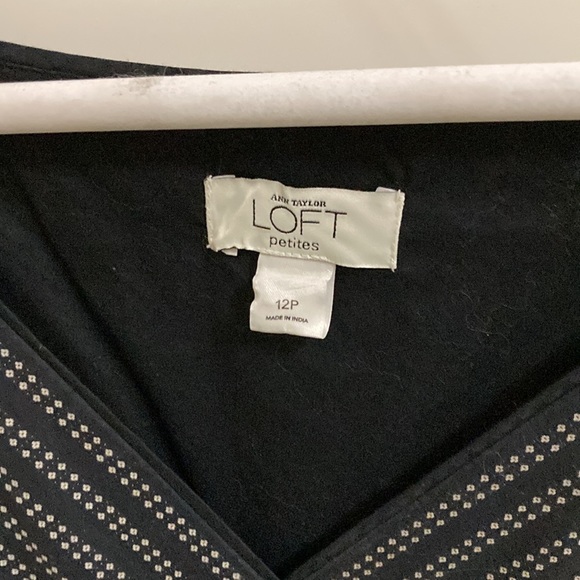 ANN TAYLOR
LOFT
petites
12P
MADE IN INDIA